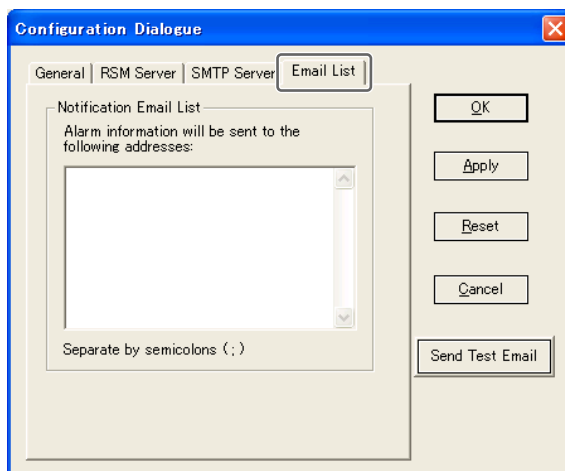 Configuration Dialogue
General
RSM Server
SMTP Server
Email List
Notification Email List
Alarm information will be sent to the
following addresses:
Separate by semicolons (;)
OK
Apply
Reset
Cancel
Send Test Email